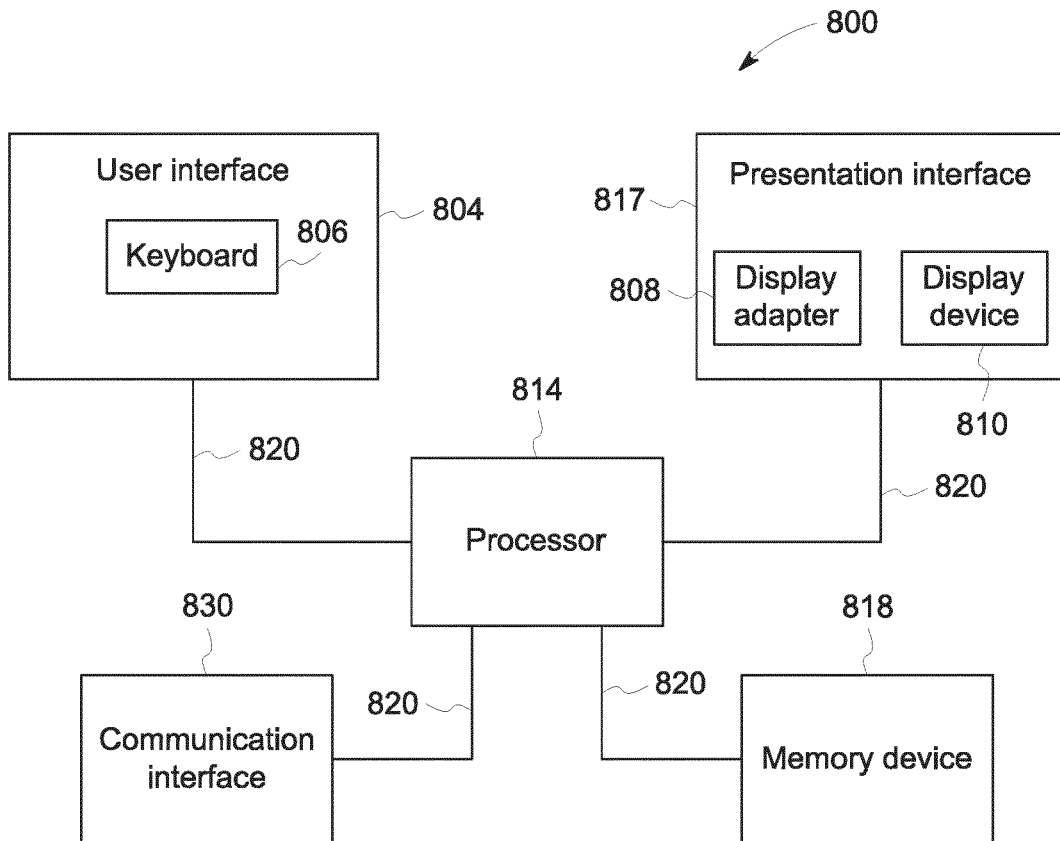 800
User interface
804
Keyboard
806
Presentation interface
817
Display
adapter
808
Display
device
810
814
820
820
Processor
830
818
820
820
Communication
interface
Memory device